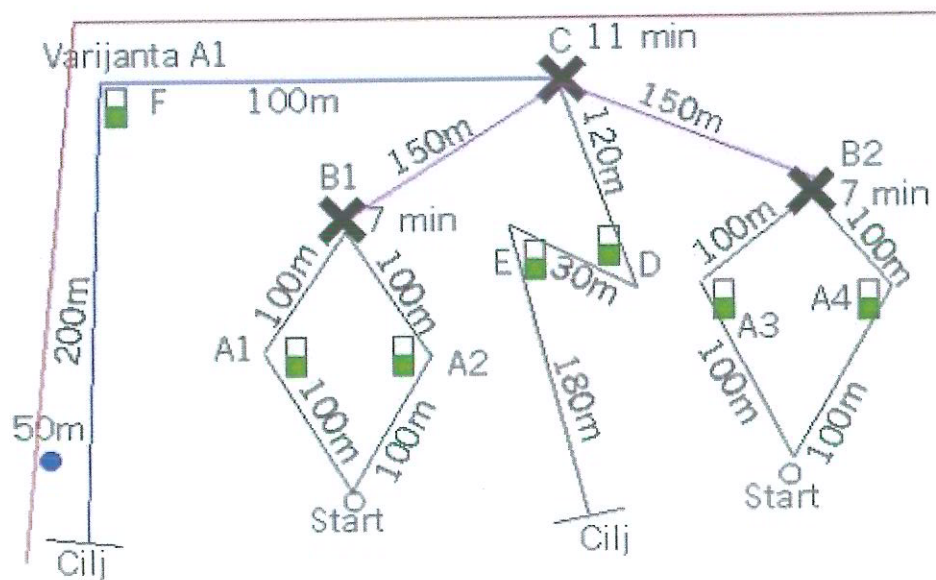 C 11 min
Varijanta A1
F
100m
150m
120m
150m
B1
7 min
B2
7 min
100m
100m
100m
100m
200m
E
30m
D
A1
A2
A3
A4
100m
100m
180m
100m
100m
50m
Start
Start
Cilj
Cilj